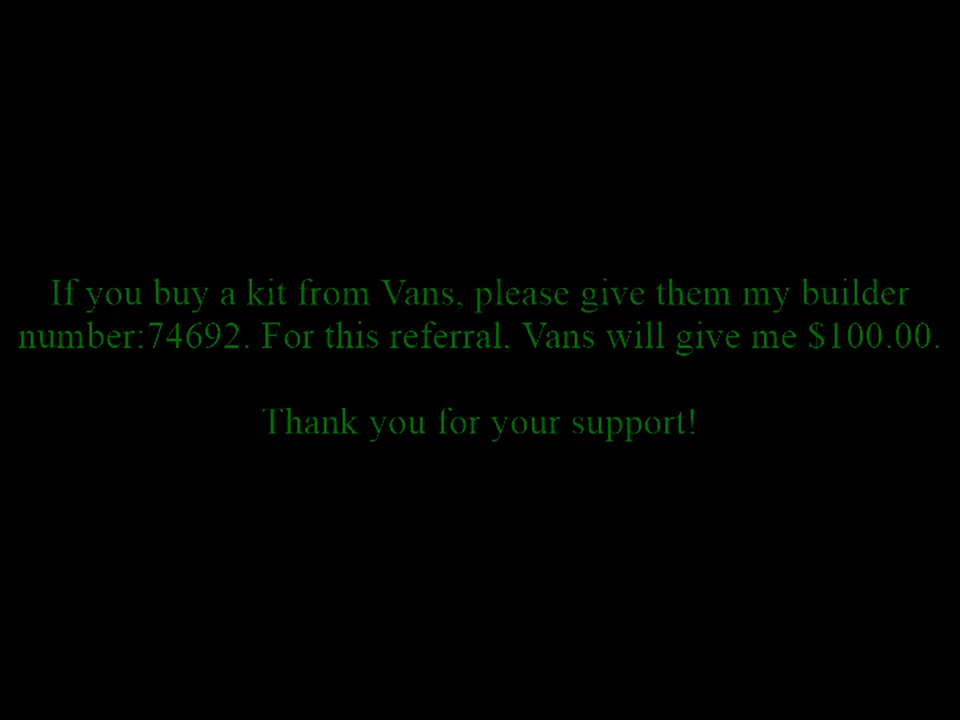 If you buy a kit from Vans, please give them my builder
number:74692. For this referral, Vans will give me $100.00.
Thank you for your support!